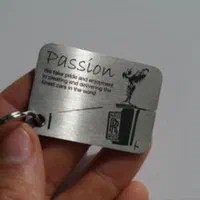 Passion
We take pride and enjoyment
in creating and delivering the
finest cars in the world